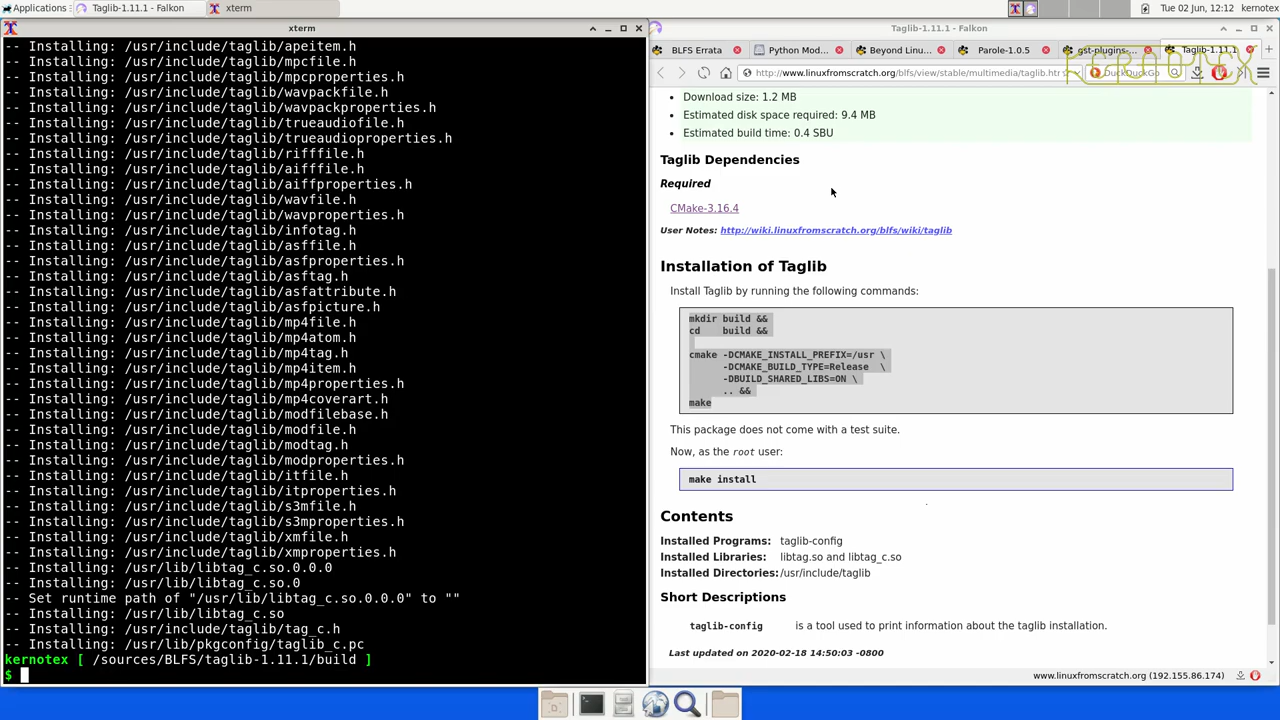 Applications
Taglib-1.11.1 - Falkon
xterm
Tue 02 Jun, 12:12
kernotex
xterm
-- Installing: /usr/include/taglib/apeitem.h
-- Installing: /usr/include/taglib/mpcfile.h
-- Installing: /usr/include/taglib/mpcproperties.h
-- Installing: /usr/include/taglib/wavpackfile.h
-- Installing: /usr/include/taglib/wavpackproperties.h
-- Installing: /usr/include/taglib/trueaudiofile.h
-- Installing: /usr/include/taglib/trueaudioproperties.h
-- Installing: /usr/include/taglib/rifffile.h
-- Installing: /usr/include/taglib/aifffile.h
-- Installing: /usr/include/taglib/aiffproperties.h
-- Installing: /usr/include/taglib/wavfile.h
-- Installing: /usr/include/taglib/wavproperties.h
-- Installing: /usr/include/taglib/infotag.h
-- Installing: /usr/include/taglib/asffile.h
-- Installing: /usr/include/taglib/asfproperties.h
-- Installing: /usr/include/taglib/asftag.h
-- Installing: /usr/include/taglib/asfattribute.h
-- Installing: /usr/include/taglib/asfpicture.h
-- Installing: /usr/include/taglib/mp4file.h
-- Installing: /usr/include/taglib/mp4atom.h
-- Installing: /usr/include/taglib/mp4tag.h
-- Installing: /usr/include/taglib/mp4item.h
-- Installing: /usr/include/taglib/mp4properties.h
-- Installing: /usr/include/taglib/mp4coverart.h
-- Installing: /usr/include/taglib/modfilebase.h
-- Installing: /usr/include/taglib/modfile.h
-- Installing: /usr/include/taglib/modtag.h
-- Installing: /usr/include/taglib/modproperties.h
-- Installing: /usr/include/taglib/itfile.h
-- Installing: /usr/include/taglib/itproperties.h
-- Installing: /usr/include/taglib/s3mfile.h
-- Installing: /usr/include/taglib/s3mproperties.h
-- Installing: /usr/include/taglib/xmfile.h
-- Installing: /usr/include/taglib/xmproperties.h
-- Installing: /usr/lib/libtag_c.so.0.0.0
-- Installing: /usr/lib/libtag_c.so.0
-- Set runtime path of "/usr/lib/libtag_c.so.0.0.0" to ""
-- Installing: /usr/lib/libtag_c.so
-- Installing: /usr/include/taglib/tag_c.h
-- Installing: /usr/lib/pkgconfig/taglib_c.pc
kernotex [ /sources/BLFS/taglib-1.11.1/build ]
$
Taglib-1.11.1 - Falkon
BLFS Errata
Python Mod...
Beyond Linu...
Parole-1.0.5
gst-plugins-...
Taglib-1.11.1
http://www.linuxfromscratch.org/blfs/view/stable/multimedia/taglib.htr
DuckDuckGo
Download size: 1.2 MB
Estimated disk space required: 9.4 MB
Estimated build time: 0.4 SBU
Taglib Dependencies
Required
CMake-3.16.4
User Notes: http://wiki.linuxfromscratch.org/blfs/wiki/taglib
Installation of Taglib
Install Taglib by running the following commands:
mkdir build &&
cd build &&
cmake -DCMAKE_INSTALL_PREFIX=/usr \
-DCMAKE_BUILD_TYPE=Release \
-DBUILD_SHARED_LIBS=ON \
.. &&
make
This package does not come with a test suite.
Now, as the root user:
make install
Contents
Installed Programs: taglib-config
Installed Libraries: libtag.so and libtag_c.so
Installed Directories: /usr/include/taglib
Short Descriptions
taglib-config is a tool used to print information about the taglib installation.
Last updated on 2020-02-18 14:50:03 -0800
www.linuxfromscratch.org (192.155.86.174)